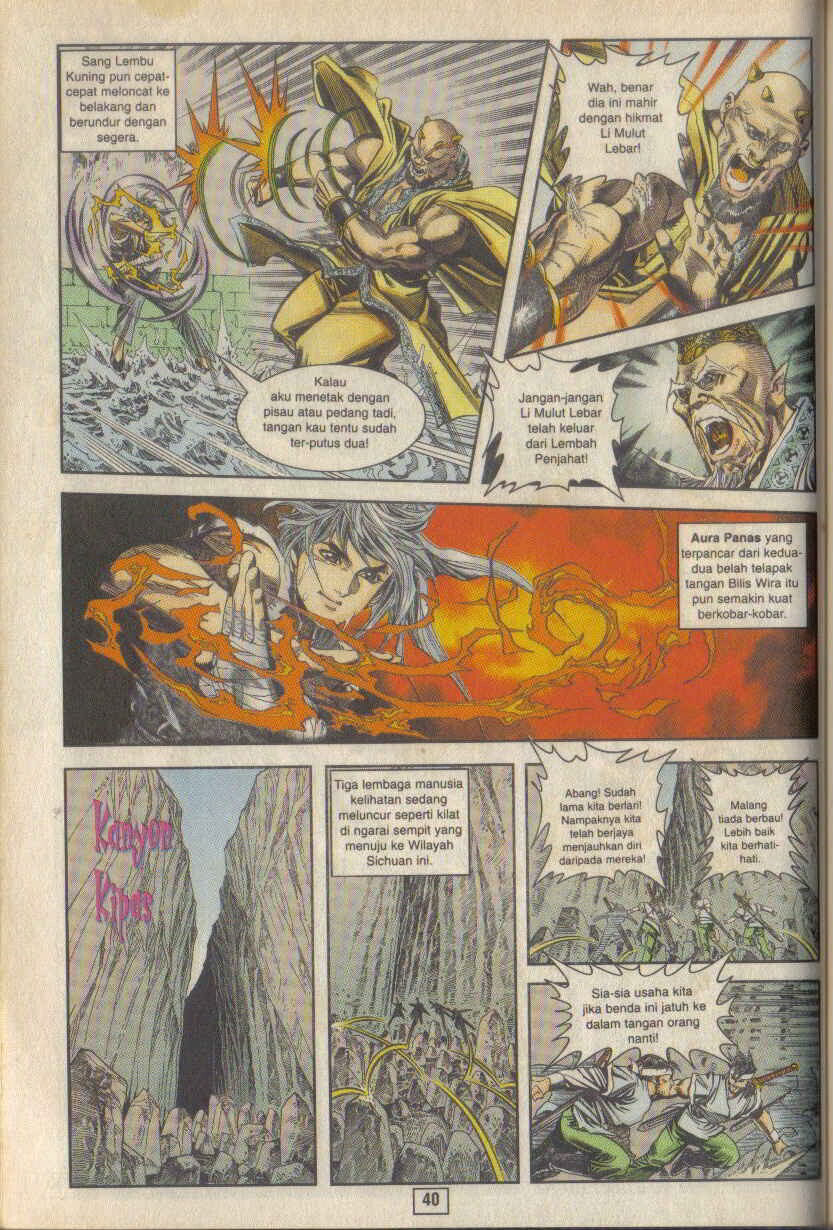 Sang Lembu
Kuning pun cepat-
cepat meloncat ke
belakang dan
berundur dengan
segera.
Wah, benar
dia ini mahir
dengan hikmat
Li Mulut
Lebar!
Kalau
aku menetak dengan
pisau atau pedang tadi,
tangan kau tentu sudah
ter-putus dua!
Jangan-jangan
Li Mulut Lebar
telah keluar
dari Lembah
Penjahat!
Aura Panas yang
terpancar dari kedua-
dua belah telapak
tangan Bilis Wira itu
pun semakin kuat
berkobar-kobar.
Kanyon
Kipas
Tiga lembaga manusia
kelihatan sedang
meluncur seperti kilat
di ngarai sempit yang
menuju ke Wilayah
Sichuan ini.
Abang! Sudah
lama kita berlari!
Nampaknya kita
telah berjaya
menjauhkan diri
daripada mereka!
Malang
tiada berbau!
Lebih baik
kita berhati-
hati.
Sia-sia usaha kita
jika benda ini jatuh ke
dalam tangan orang
nanti!
40